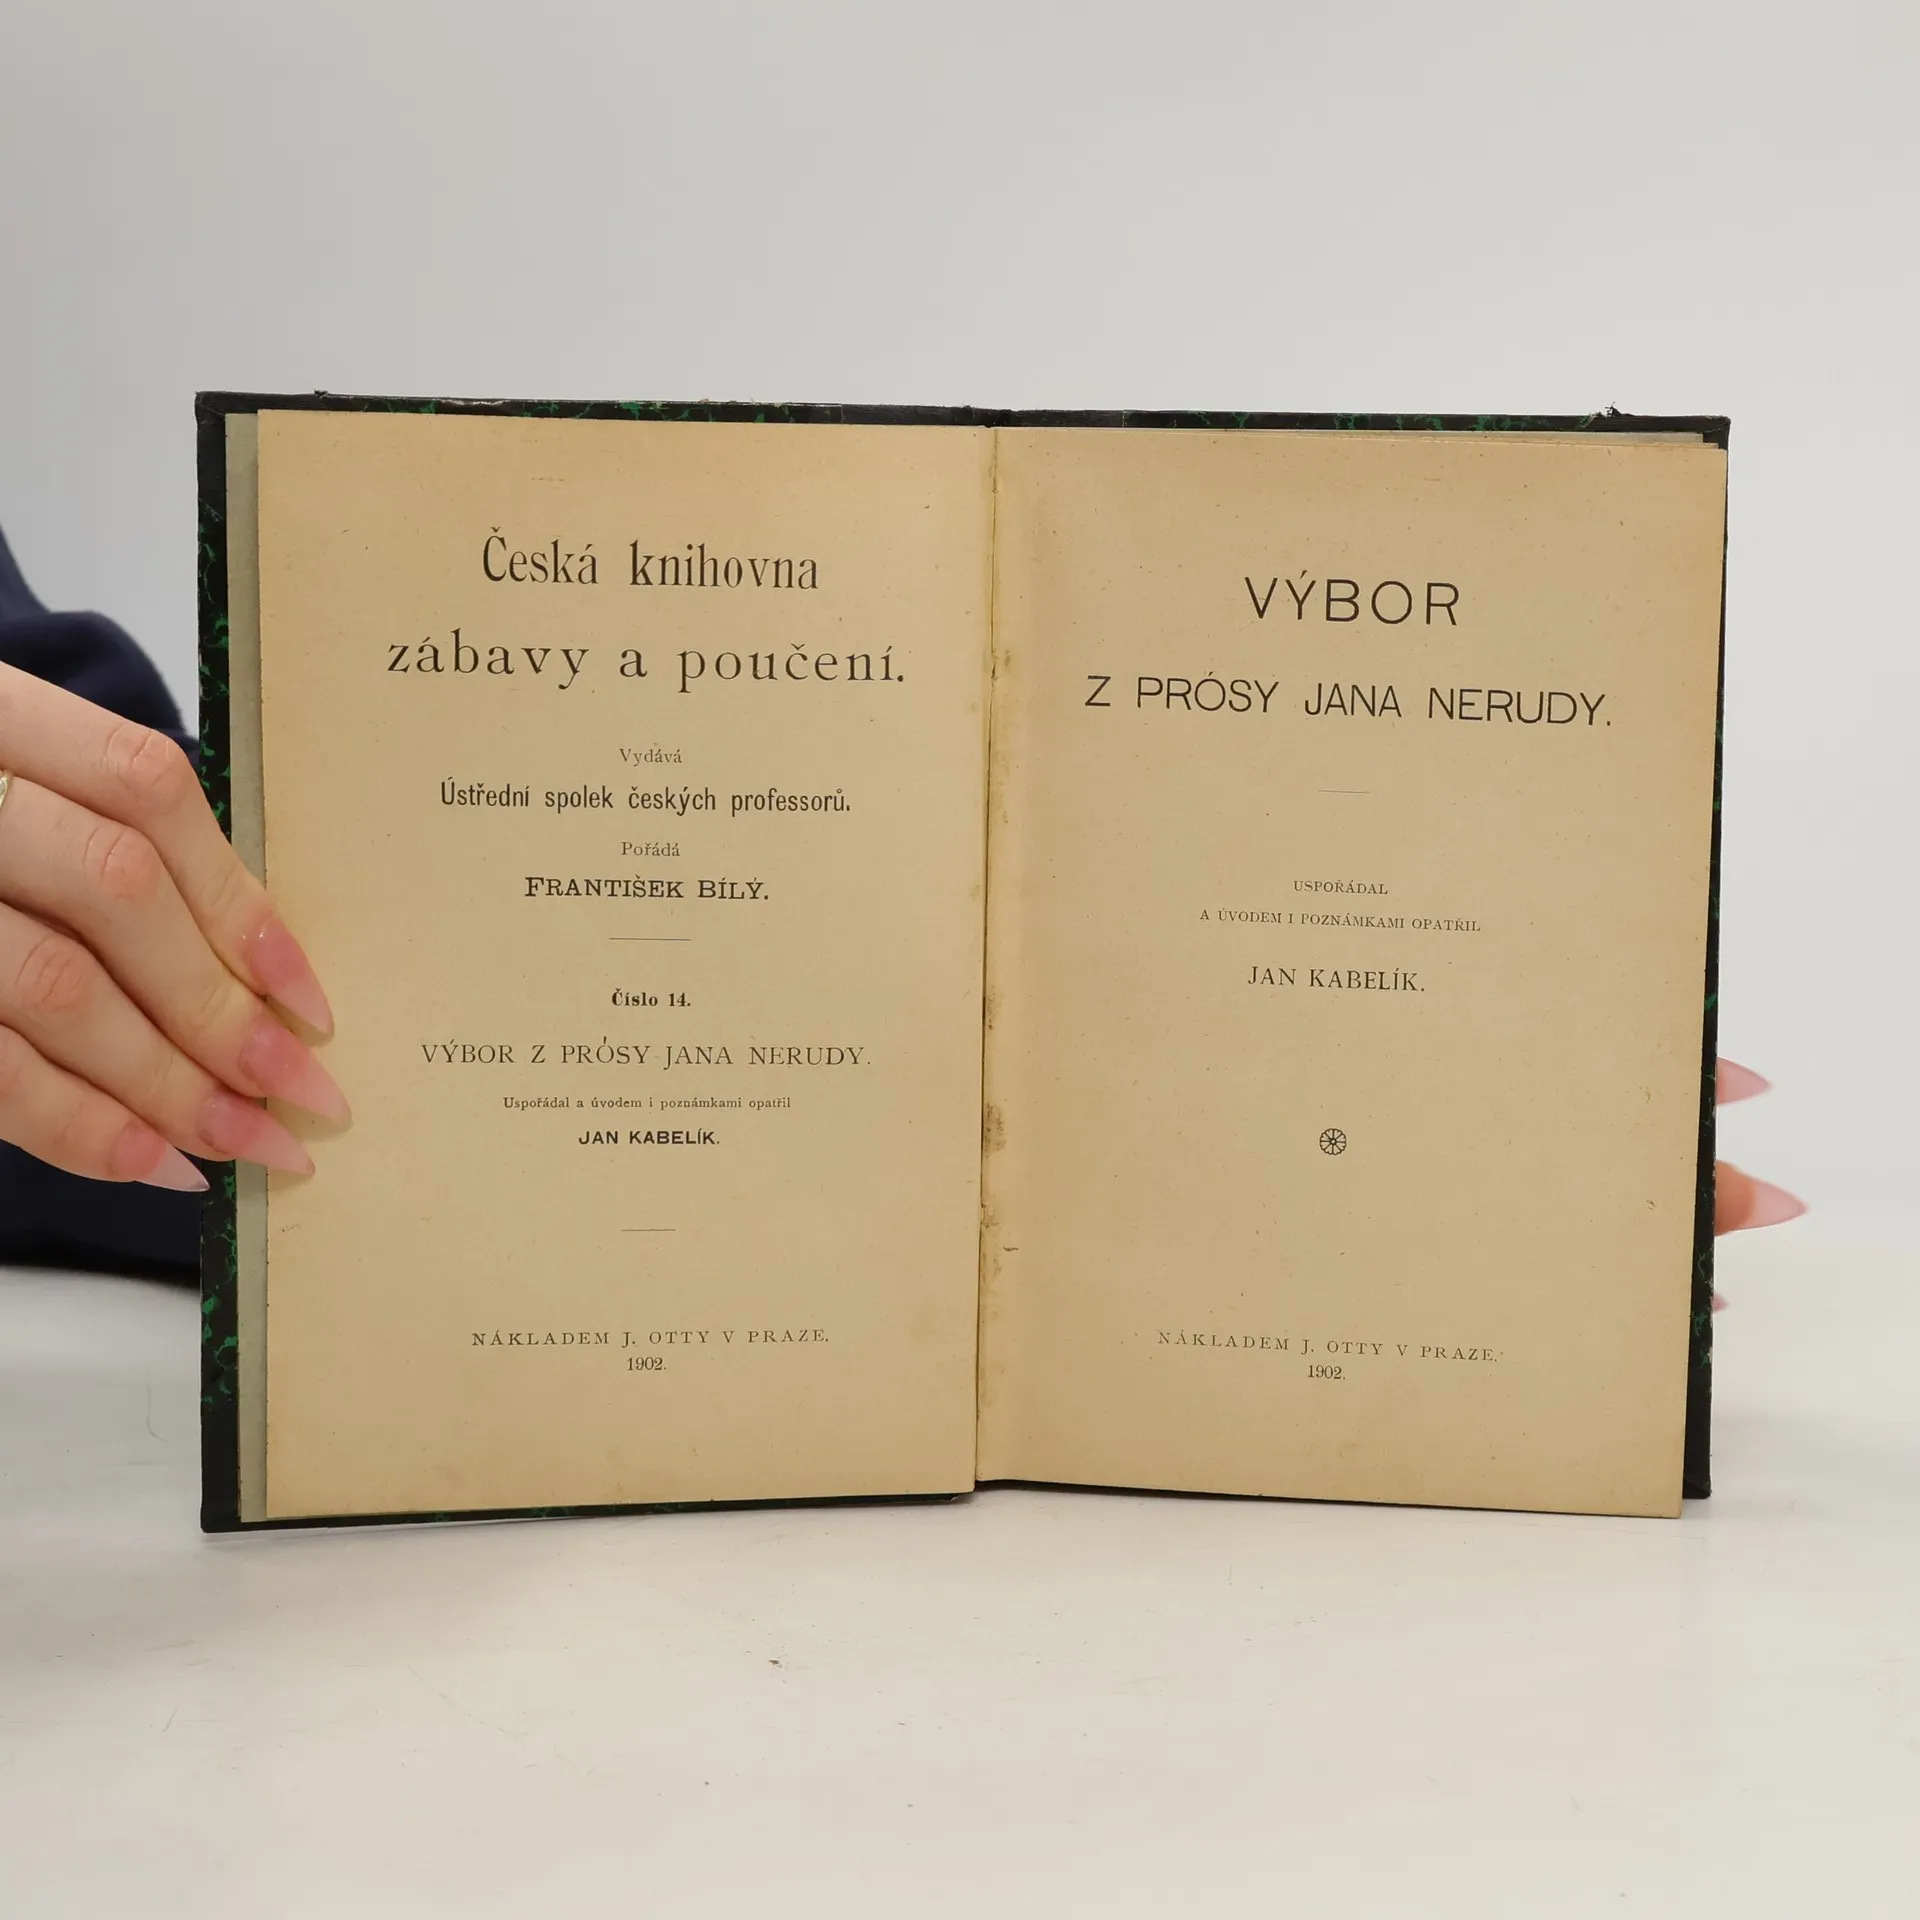 Česká knihovna
zábavy a poučení.
Vydává
Ústřední spolek českých professorů.
Pořádá
FRANTIŠEK BÍLÝ.
Číslo 14.
VÝBOR Z PRÓSY JANA NERUDY.
Uspořádal a úvodem i poznámkami opatřil
JAN KABELÍK.
NÁKLADEM J. OTTY V PRAZE.
1902.
VÝBOR
Z PRÓSY JANA NERUDY.
USPOŘÁDAL
A ÚVODEM I POZNÁMKAMI OPATŘIL
JAN KABELÍK.
NÁKLADEM J. OTTY V PRAZE.
1902.